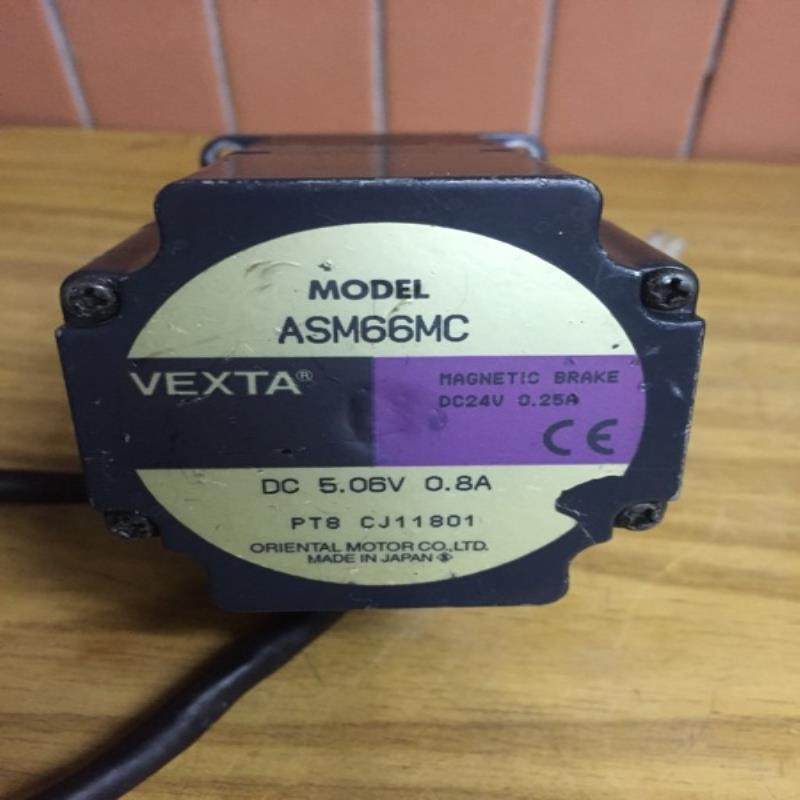 MODEL
ASM66MC
VEXTA®
MAGNETIC BRAKE
DC24V 0.25A
CE
DC 5.06V 0.8A
PT8 CJ11801
ORIENTAL MOTOR CO.,LTD.
MADE IN JAPAN